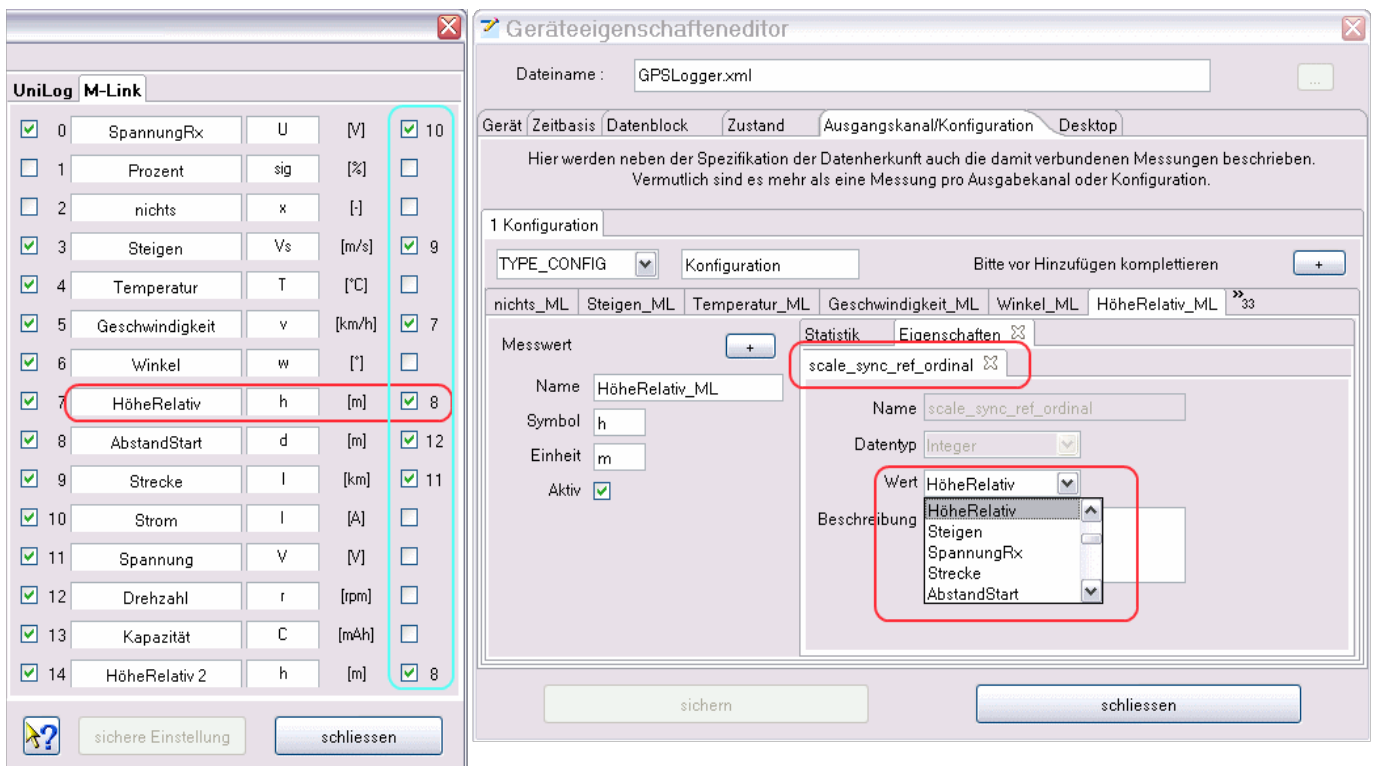 UniLog M-Link
0 SpannungRx U [V] 10
1 Prozent sig [%]
2 nichts x [-]
3 Steigen Vs [m/s] 9
4 Temperatur T [°C]
5 Geschwindigkeit v [km/h] 7
6 Winkel w [°]
7 HöheRelativ h [m] 8
8 AbstandStart d [m] 12
9 Strecke l [km] 11
10 Strom I [A]
11 Spannung V [V]
12 Drehzahl r [rpm]
13 Kapazität C [mAh]
14 HöheRelativ 2 h [m] 8
? sichere Einstellung schliessen
Geräteeigenschafteneditor
Dateiname : GPSLogger.xml ...
Gerät Zeitbasis Datenblock Zustand Ausgangskanal/Konfiguration Desktop
Hier werden neben der Spezifikation der Datenherkunft auch die damit verbundenen Messungen beschrieben.
Vermutlich sind es mehr als eine Messung pro Ausgabekanal oder Konfiguration.
1 Konfiguration
TYPE_CONFIG Konfiguration Bitte vor Hinzufügen komplettieren +
nichts_ML Steigen_ML Temperatur_ML Geschwindigkeit_ML Winkel_ML HöheRelativ_ML »33
Messwert +
Name HöheRelativ_ML
Symbol h
Einheit m
Aktiv
Statistik Eigenschaften
scale_sync_ref_ordinal
Name scale_sync_ref_ordinal
Datentyp Integer
Wert HöheRelativ
Beschreibung
HöheRelativ
Steigen
SpannungRx
Strecke
AbstandStart
sichern schliessen